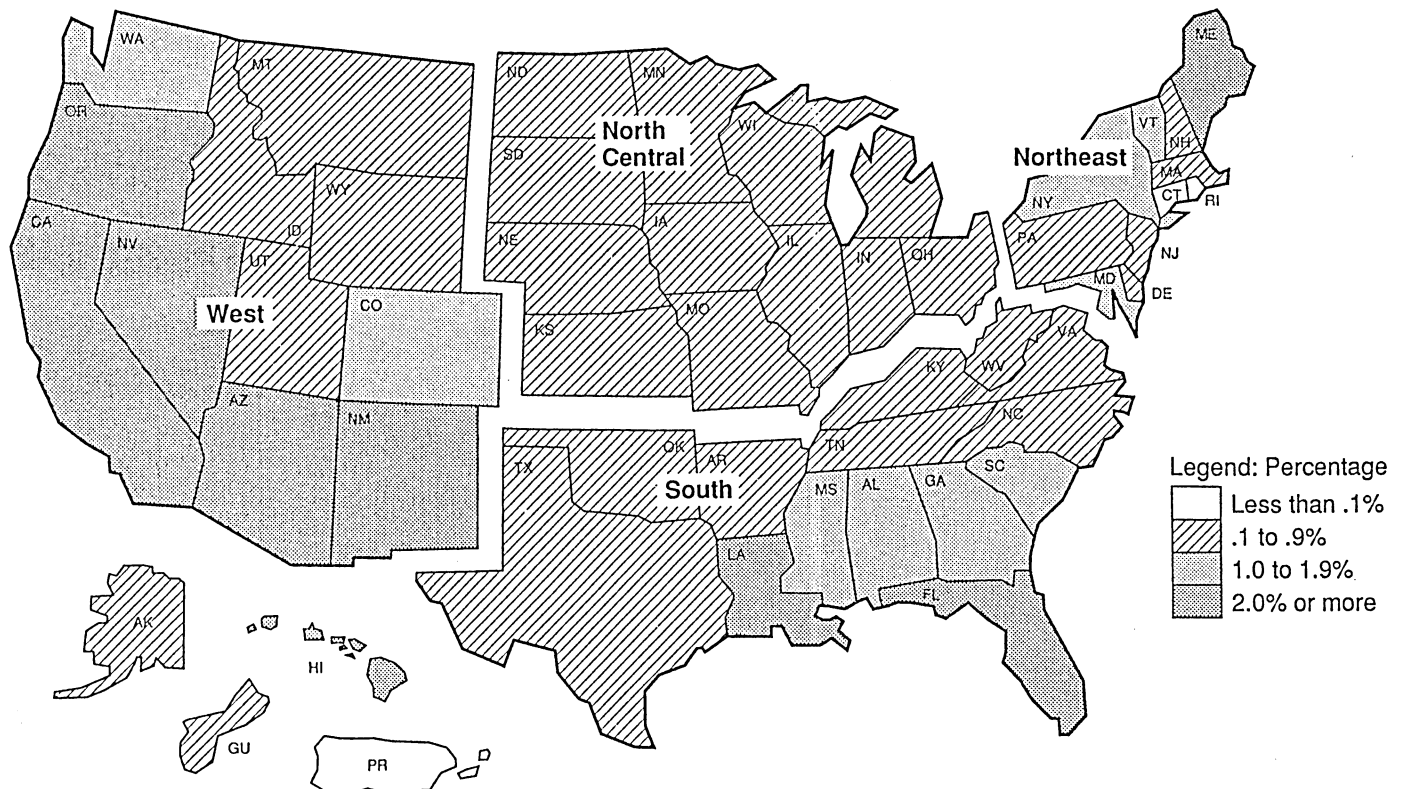 WA
MT
ND
MN
ME
OR
WI
VT
North
Central
NH
Northeast
SD
MA
WY
CT
RI
NY
CA
IA
ID
NV
NE
IL
PA
UT
IN
OH
NJ
MD
DE
West
CO
MO
KS
VA
KY
WV
AZ
NM
NC
OK
TN
TX
AR
SC
Legend: Percentage
South
MS
AL
GA
Less than .1%
.1 to .9%
LA
1.0 to 1.9%
FL
2.0% or more
AK
HI
GU
PR